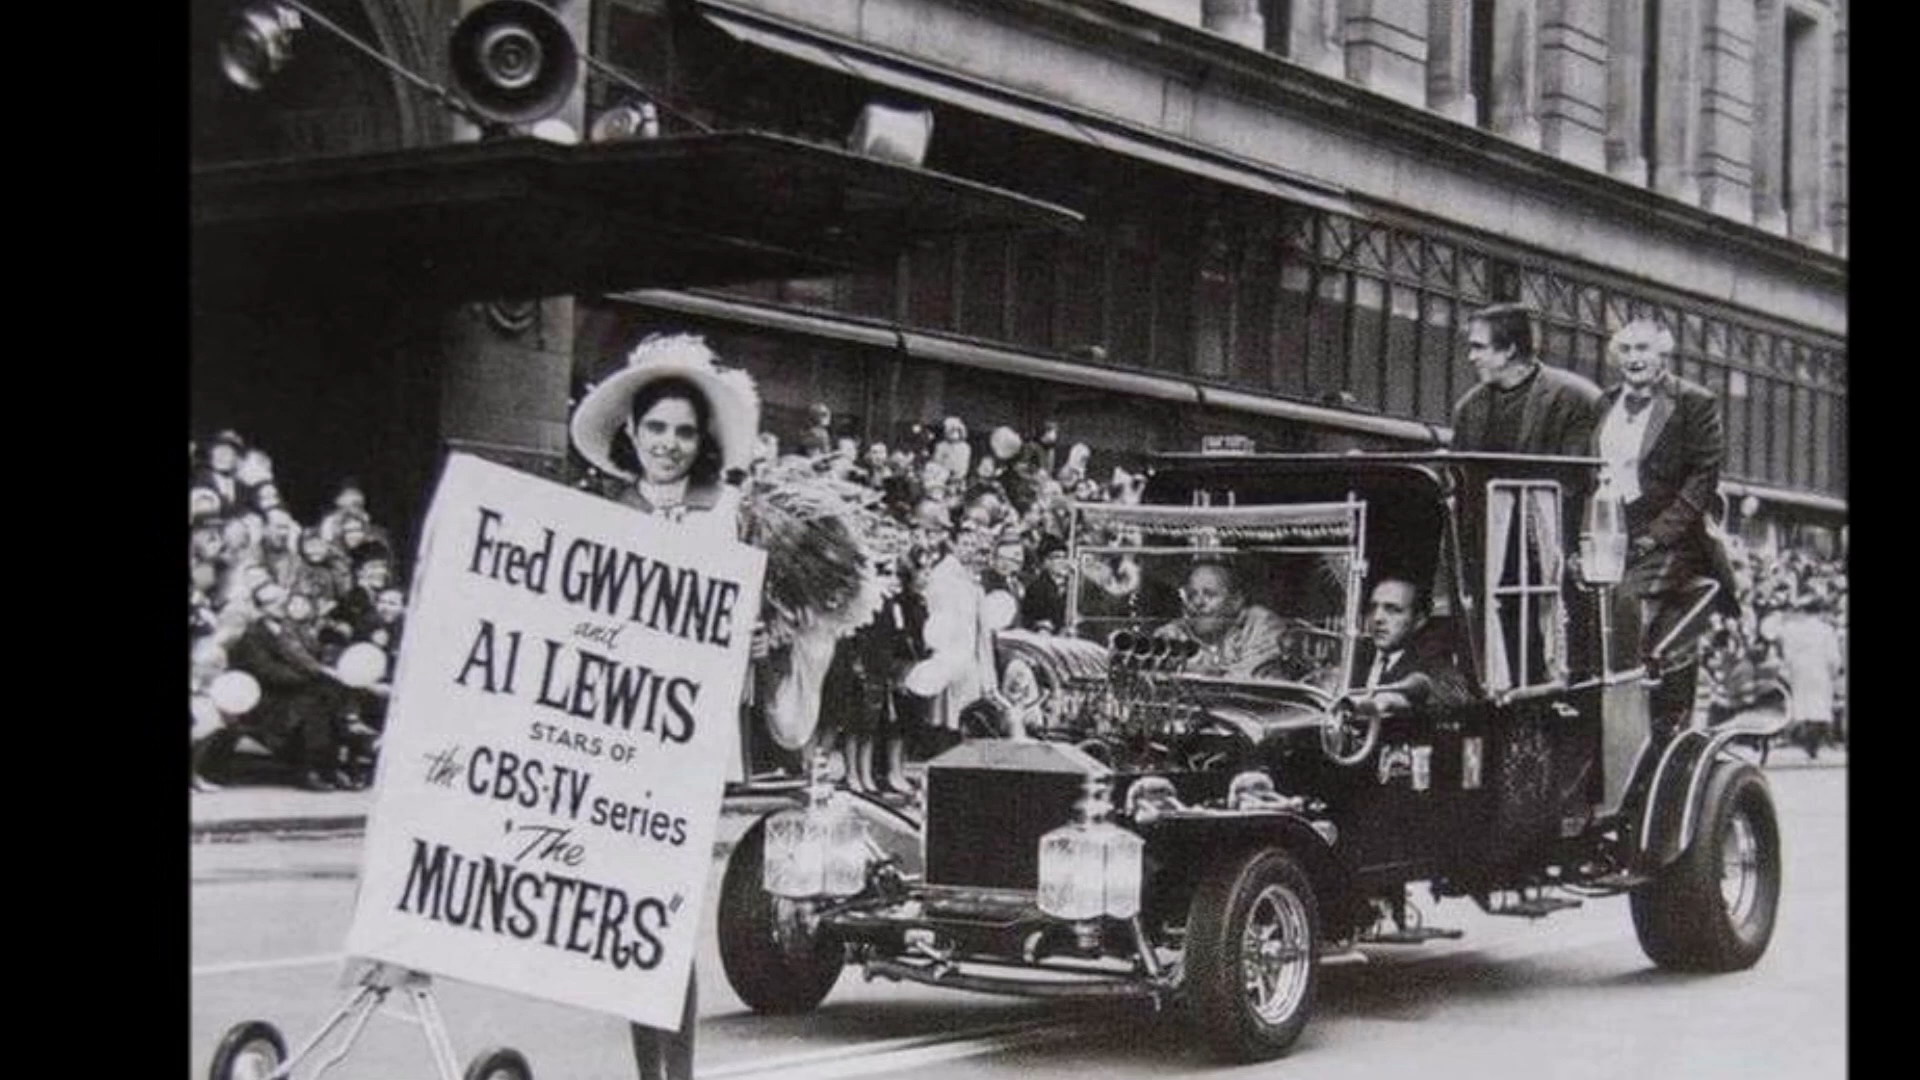 Fred GWYNNE
and
Al LEWIS
STARS OF
the CBS-TV series
"The
MUNSTERS"